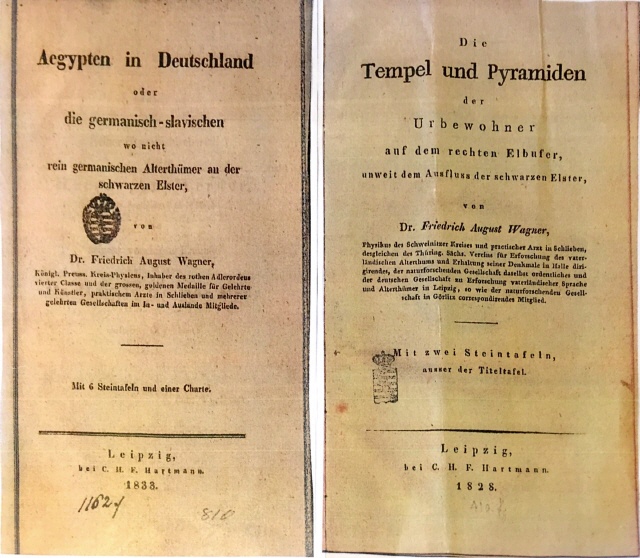 Aegypten in Deutschland
oder
die germanisch-slavischen
wo nicht
rein germanischen Alterthümer an der
schwarzen Elster,
von
Dr. Friedrich August Wagner,
Königl. Preuss. Kreis-Physicus, Inhaber des rothen Adlerordens
vierter Classe und der grossen, goldenen Medaille für Gelehrte
und Künstler, praktischem Arzte in Schlieben und mehrerer
gelehrten Gesellschaften im In- und Auslande Mitgliede.
Mit 6 Steintafeln und einer Charte.
Leipzig,
bei C. H. F. Hartmann.
1833.
1162
810
Die
Tempel und Pyramiden
der
Urbewohner
auf dem rechten Elbufer,
unweit dem Ausfluss der schwarzen Elster,
von
Dr. Friedrich August Wagner,
Physikus des Schweinitzer Kreises und practischer Arzt in Schlieben,
desgleichen des Thüring. Sächs. Vereins für Erforschung des vater-
ländischen Alterthums und Erhaltung seiner Denkmale in Halle diri-
girendes, der naturforschenden Gesellschaft daselbst ordentliches und
der deutschen Gesellschaft zu Erforschung vaterländischer Sprache
und Alterthümer in Leipzig, so wie der naturforschenden Gesell-
schaft in Görlitz correspondirendes Mitglied.
Mit zwei Steintafeln,
ausser der Titeltafel.
Leipzig,
bei C. H. F. Hartmann.
1828.